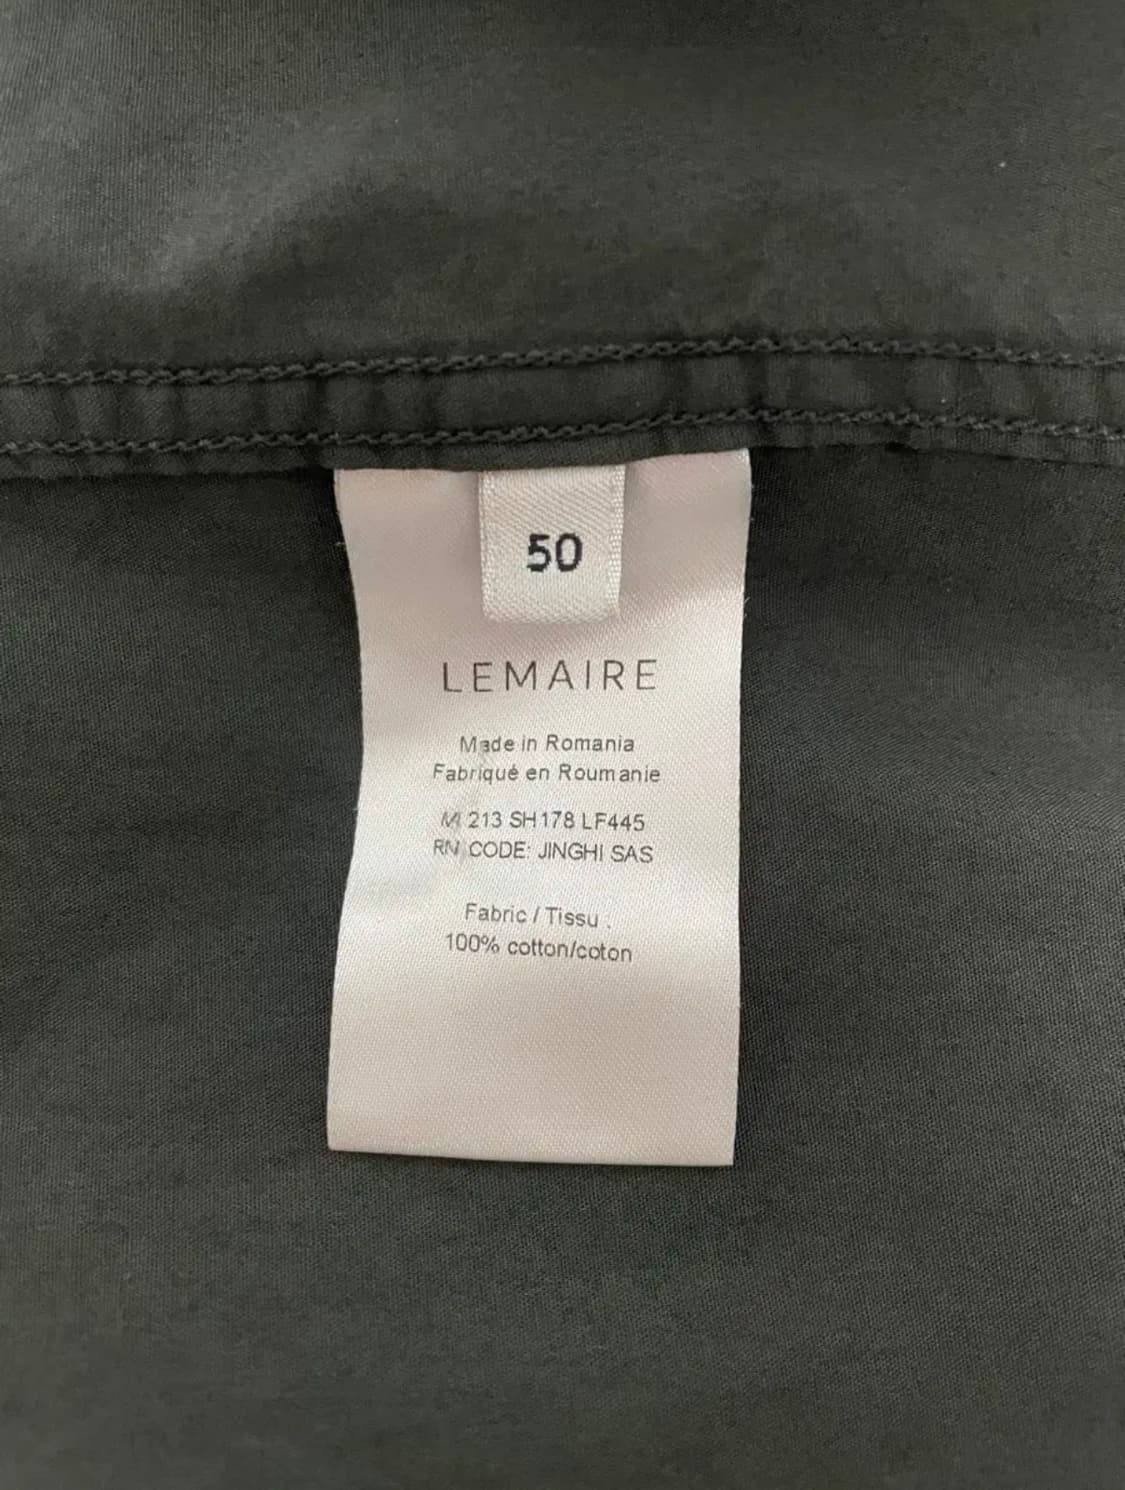 50
LEMAIRE
Made in Romania
Fabriqué en Roumanie
M 213 SH178 LF445
RN CODE: JINGHI SAS
Fabric / Tissu :
100% cotton/coton